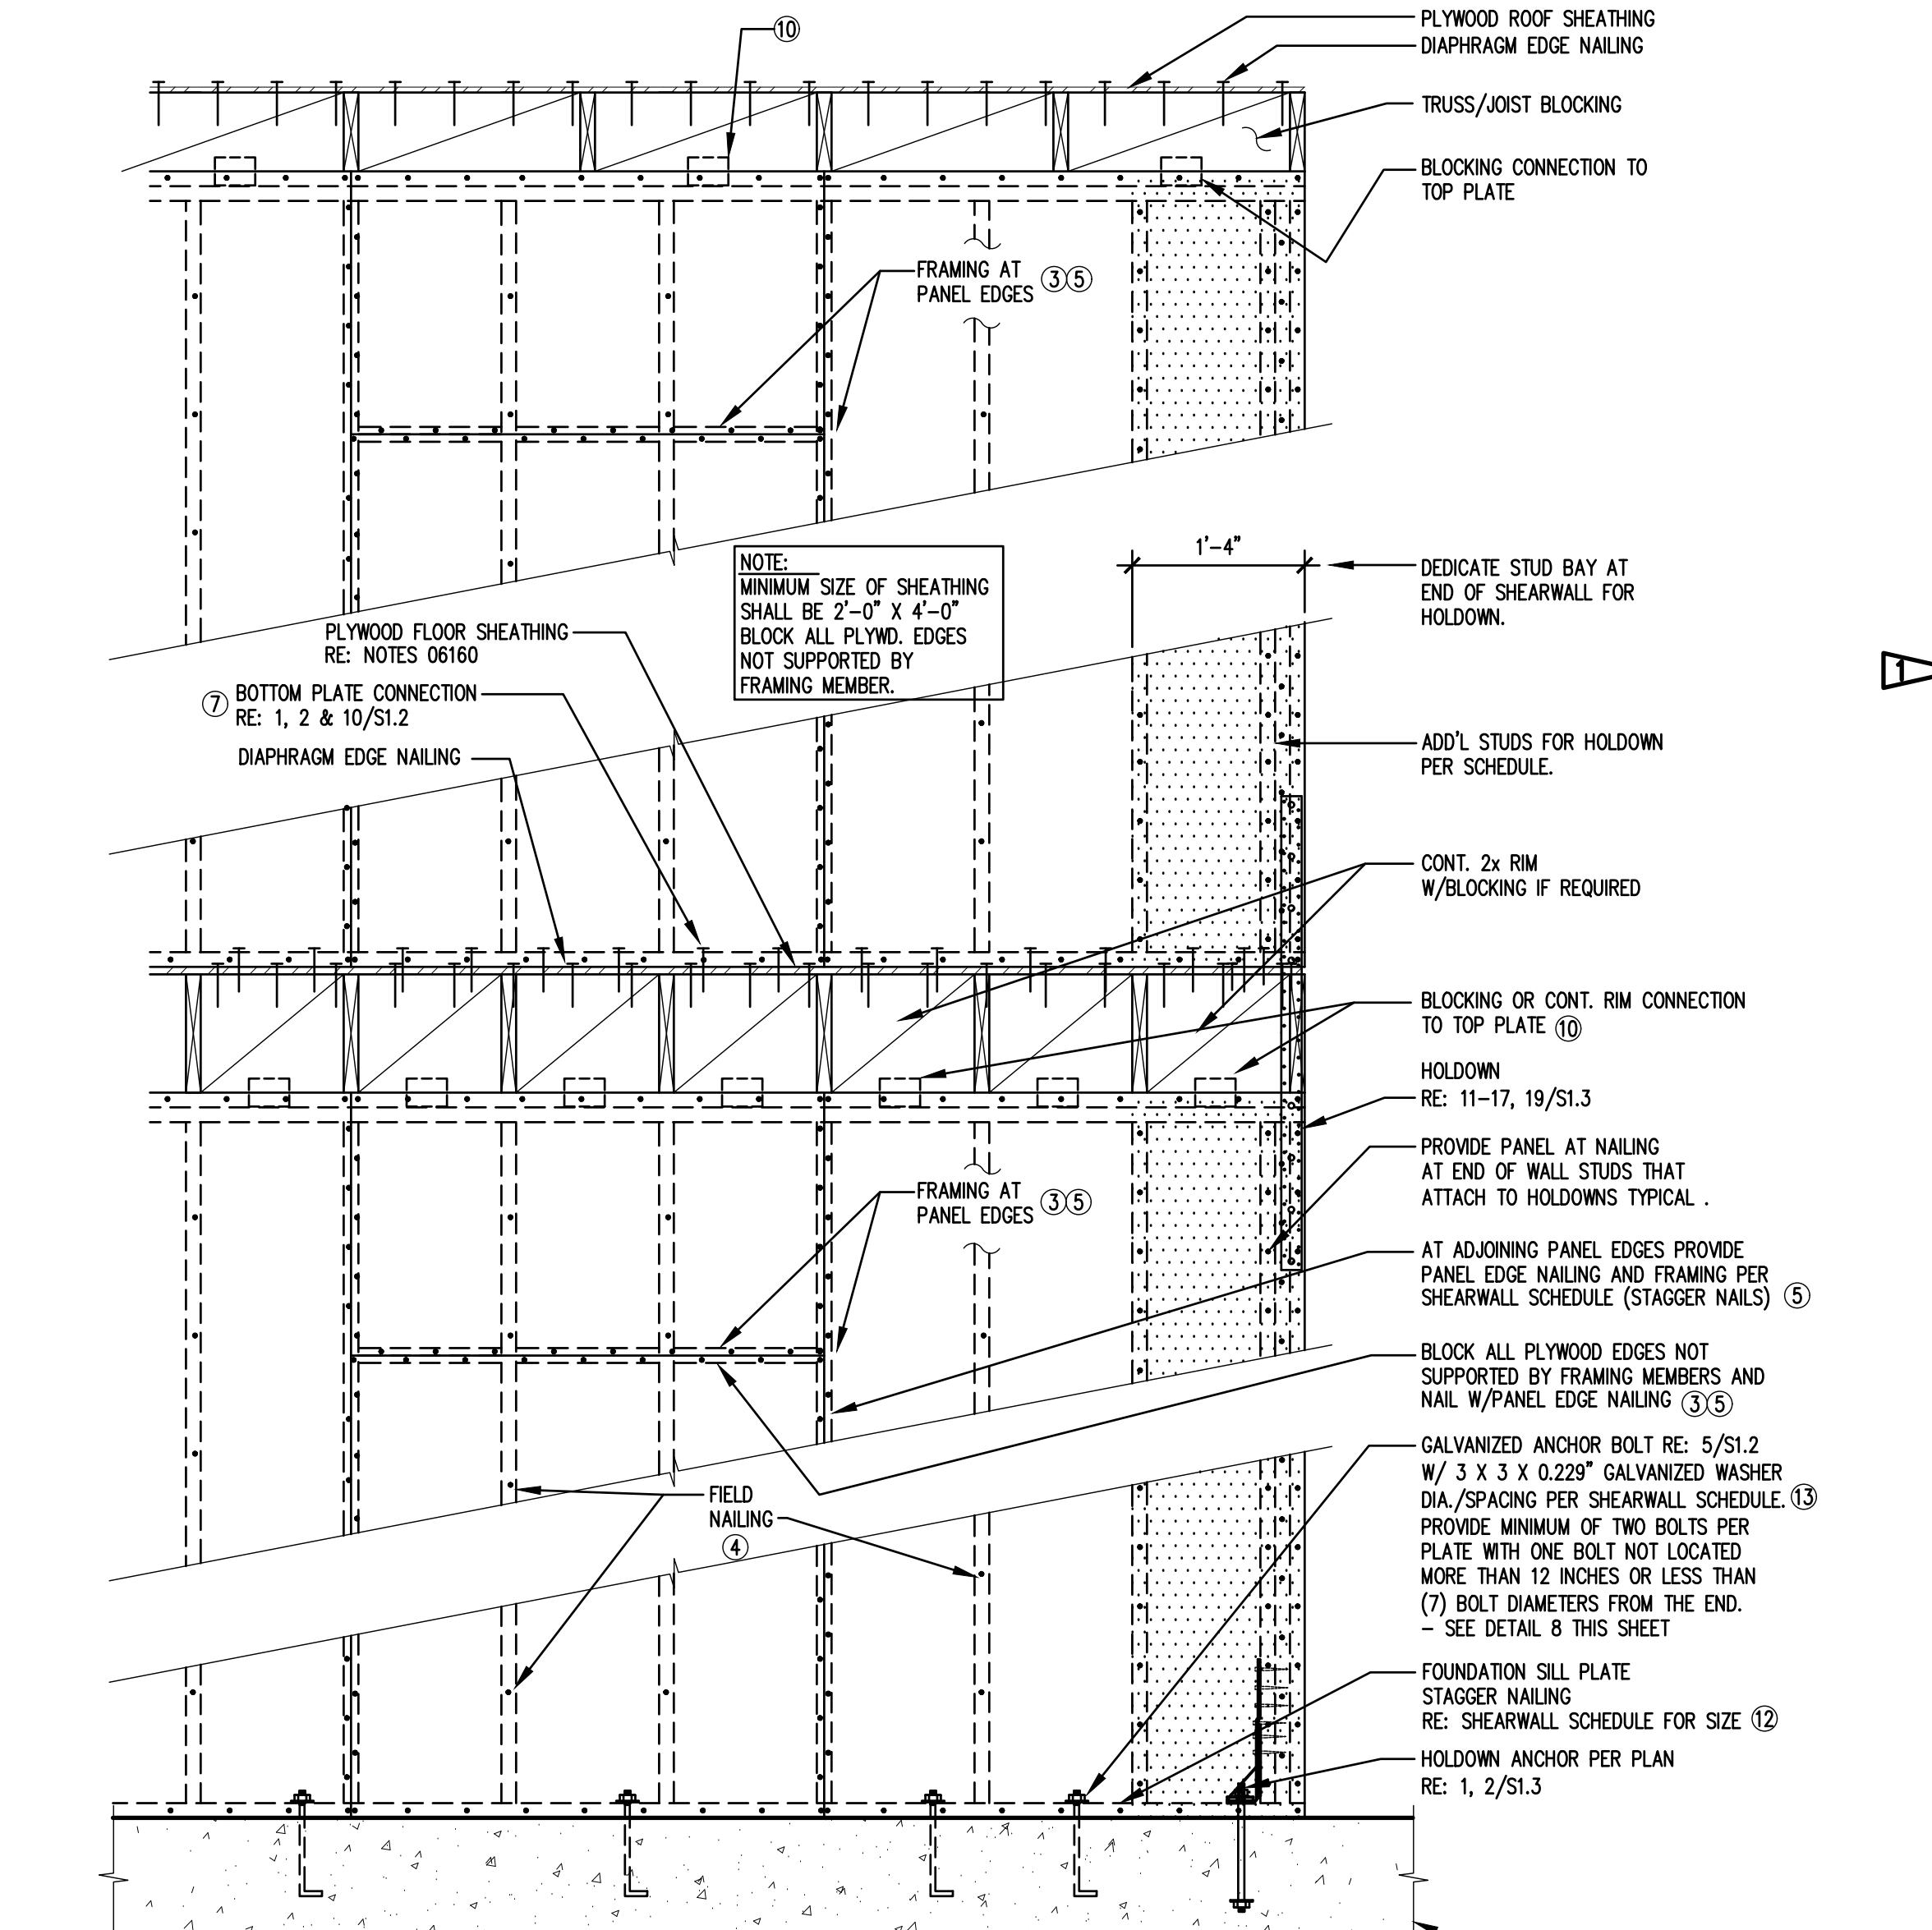 10
PLYWOOD ROOF SHEATHING
DIAPHRAGM EDGE NAILING
TRUSS/JOIST BLOCKING
BLOCKING CONNECTION TO
TOP PLATE
FRAMING AT
PANEL EDGES 3 5
NOTE:
MINIMUM SIZE OF SHEATHING
SHALL BE 2'-0" X 4'-0"
BLOCK ALL PLYWD. EDGES
NOT SUPPORTED BY
FRAMING MEMBER.
1'-4"
DEDICATE STUD BAY AT
END OF SHEARWALL FOR
HOLDOWN.
1
PLYWOOD FLOOR SHEATHING
RE: NOTES 06160
7 BOTTOM PLATE CONNECTION
RE: 1, 2 & 10/S1.2
DIAPHRAGM EDGE NAILING
ADD'L STUDS FOR HOLDOWN
PER SCHEDULE.
CONT. 2x RIM
W/BLOCKING IF REQUIRED
BLOCKING OR CONT. RIM CONNECTION
TO TOP PLATE 10
HOLDOWN
RE: 11-17, 19/S1.3
PROVIDE PANEL AT NAILING
AT END OF WALL STUDS THAT
ATTACH TO HOLDOWNS TYPICAL .
FRAMING AT
PANEL EDGES 3 5
AT ADJOINING PANEL EDGES PROVIDE
PANEL EDGE NAILING AND FRAMING PER
SHEARWALL SCHEDULE (STAGGER NAILS) 5
BLOCK ALL PLYWOOD EDGES NOT
SUPPORTED BY FRAMING MEMBERS AND
NAIL W/PANEL EDGE NAILING 3 5
FIELD
NAILING
4
GALVANIZED ANCHOR BOLT RE: 5/S1.2
W/ 3 X 3 X 0.229" GALVANIZED WASHER
DIA./SPACING PER SHEARWALL SCHEDULE. 13
PROVIDE MINIMUM OF TWO BOLTS PER
PLATE WITH ONE BOLT NOT LOCATED
MORE THAN 12 INCHES OR LESS THAN
(7) BOLT DIAMETERS FROM THE END.
- SEE DETAIL 8 THIS SHEET
FOUNDATION SILL PLATE
STAGGER NAILING
RE: SHEARWALL SCHEDULE FOR SIZE 12
HOLDOWN ANCHOR PER PLAN
RE: 1, 2/S1.3